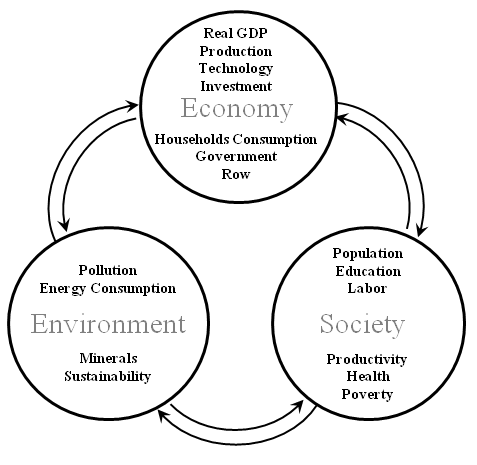 Real GDP
Production
Technology
Investment
Economy
Households Consumption
Government
Row
Pollution
Energy Consumption
Environment
Minerals
Sustainability
Population
Education
Labor
Society
Productivity
Health
Poverty